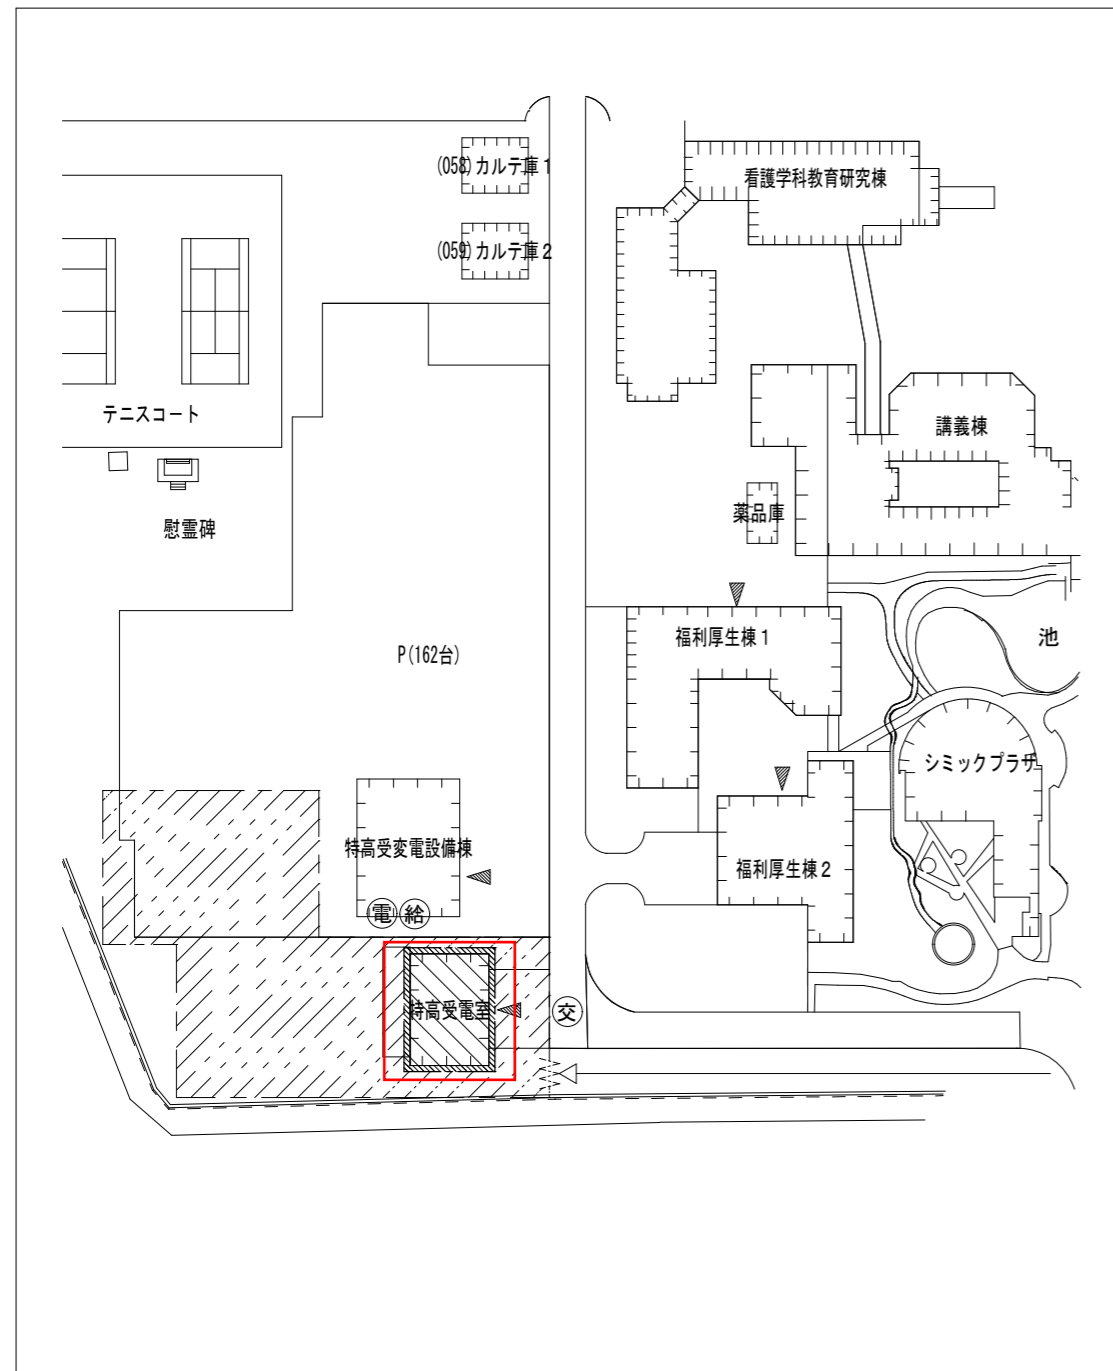 (058)カルテ庫1
看護学科教育研究棟
(059)カルテ庫2
テニスコート
講義棟
薬品庫
慰霊碑
福利厚生棟1
池
P(162台)
シミックプラザ
特高受変電設備棟
福利厚生棟2
電 給
特高受電室
交